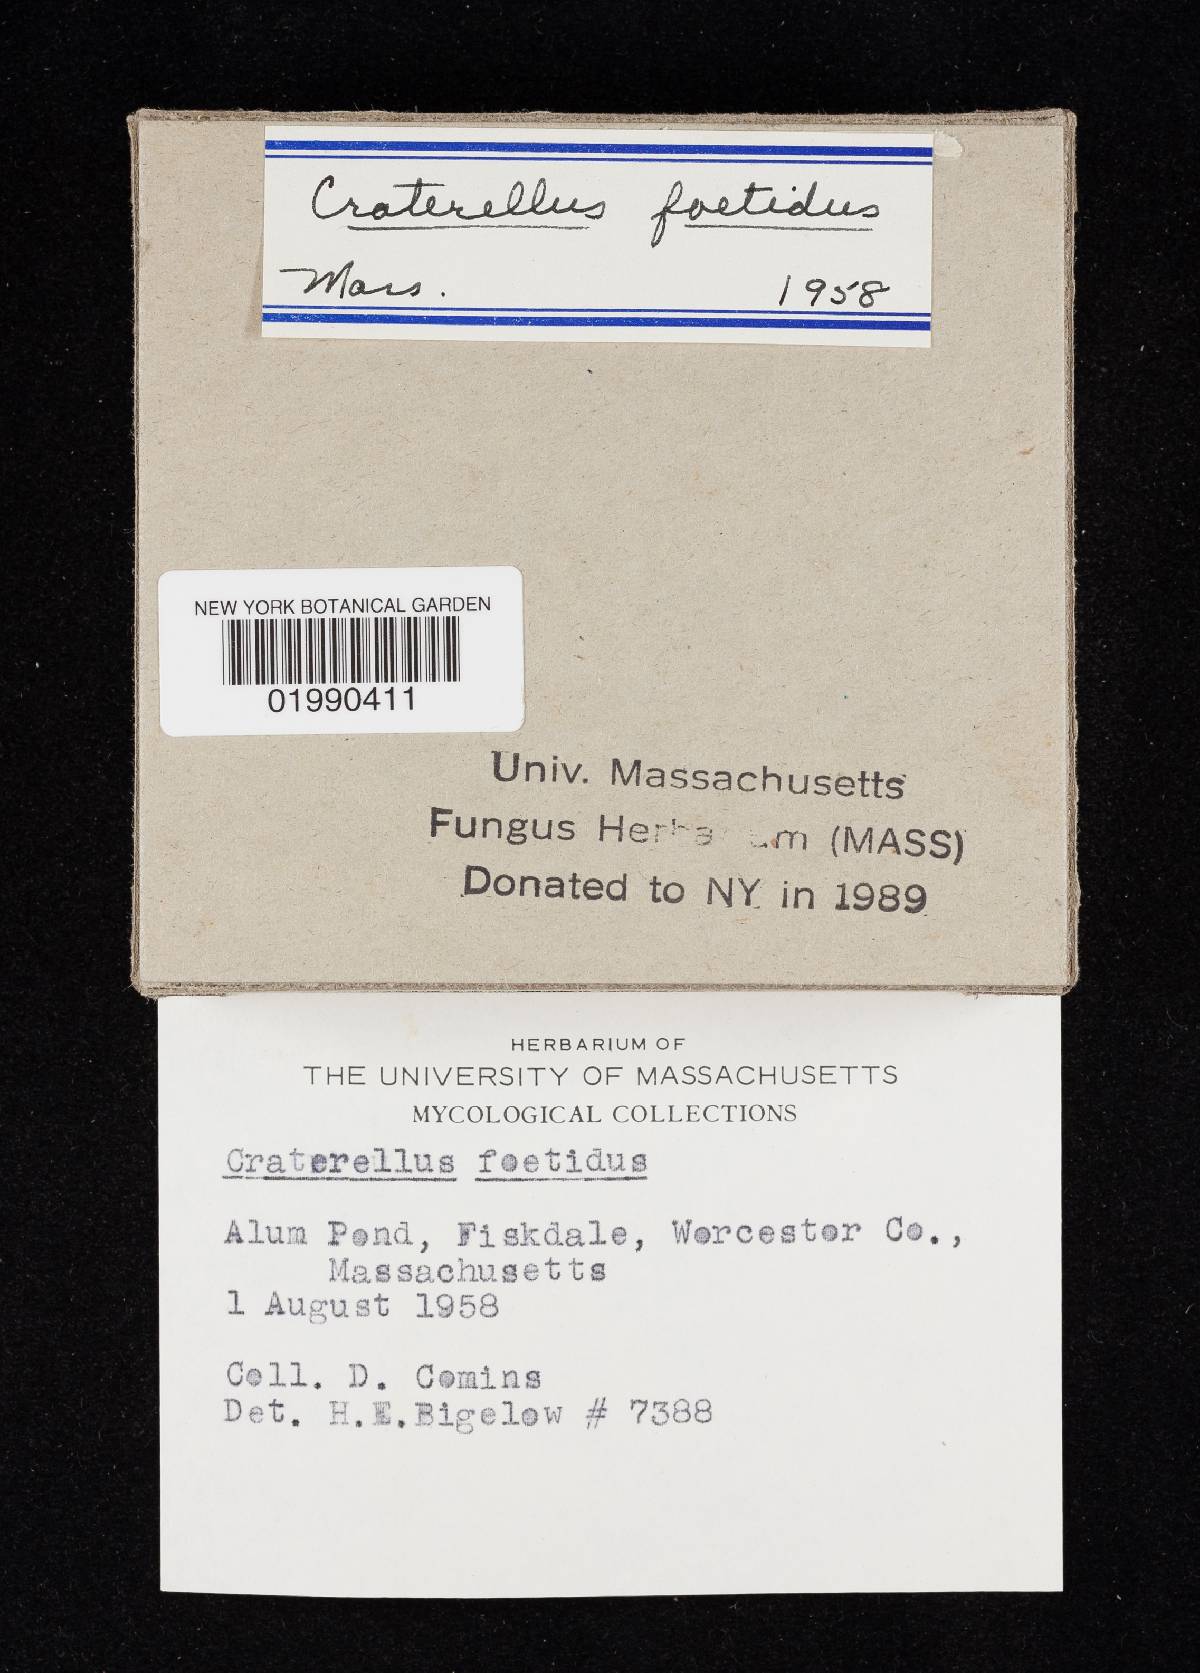 Craterellus foetidus
Mass. 1958
NEW YORK BOTANICAL GARDEN
01990411
Univ. Massachusetts
Fungus Herbarium (MASS)
Donated to NY in 1989
HERBARIUM OF
THE UNIVERSITY OF MASSACHUSETTS
MYCOLOGICAL COLLECTIONS
Craterellus foetidus
Alum Pond, Fiskdale, Worcester Co.,
Massachusetts
1 August 1958
Coll. D. Comins
Det. H.E.Bigelow # 7388